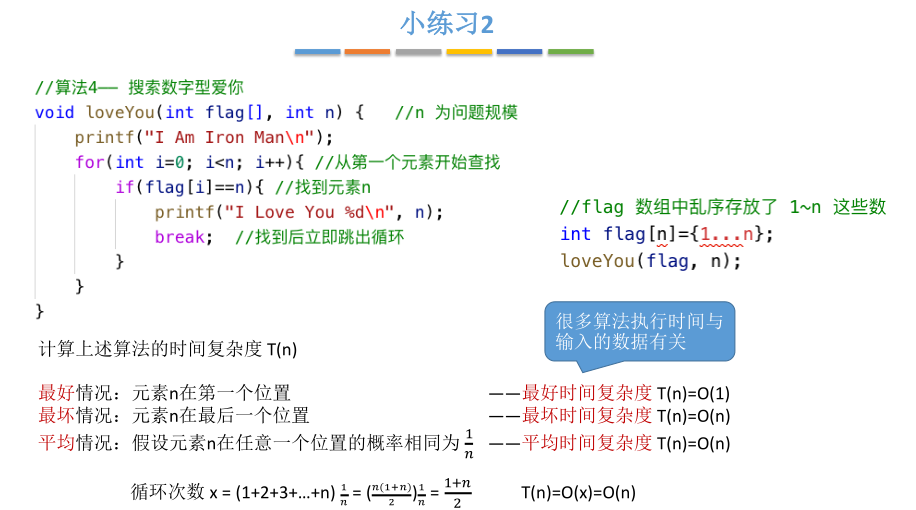 小练习2
//算法4—— 搜索数字型爱你
void loveYou(int flag[], int n) {   //n 为问题规模
    printf("I Am Iron Man\n");
    for(int i=0; i<n; i++){ //从第一个元素开始查找
        if(flag[i]==n){ //找到元素n
            printf("I Love You %d\n", n);
            break;  //找到后立即跳出循环
        }
    }
}
//flag 数组中乱序存放了 1~n 这些数
int flag[n]={1...n};
loveYou(flag, n);
很多算法执行时间与
输入的数据有关
计算上述算法的时间复杂度 T(n)
最好情况：元素n在第一个位置 ——最好时间复杂度 T(n)=O(1)
最坏情况：元素n在最后一个位置 ——最坏时间复杂度 T(n)=O(n)
平均情况：假设元素n在任意一个位置的概率相同为 1/n ——平均时间复杂度 T(n)=O(n)
循环次数 x = (1+2+3+…+n) 1/n = (n(1+n)/2)1/n = 1+n/2 T(n)=O(x)=O(n)